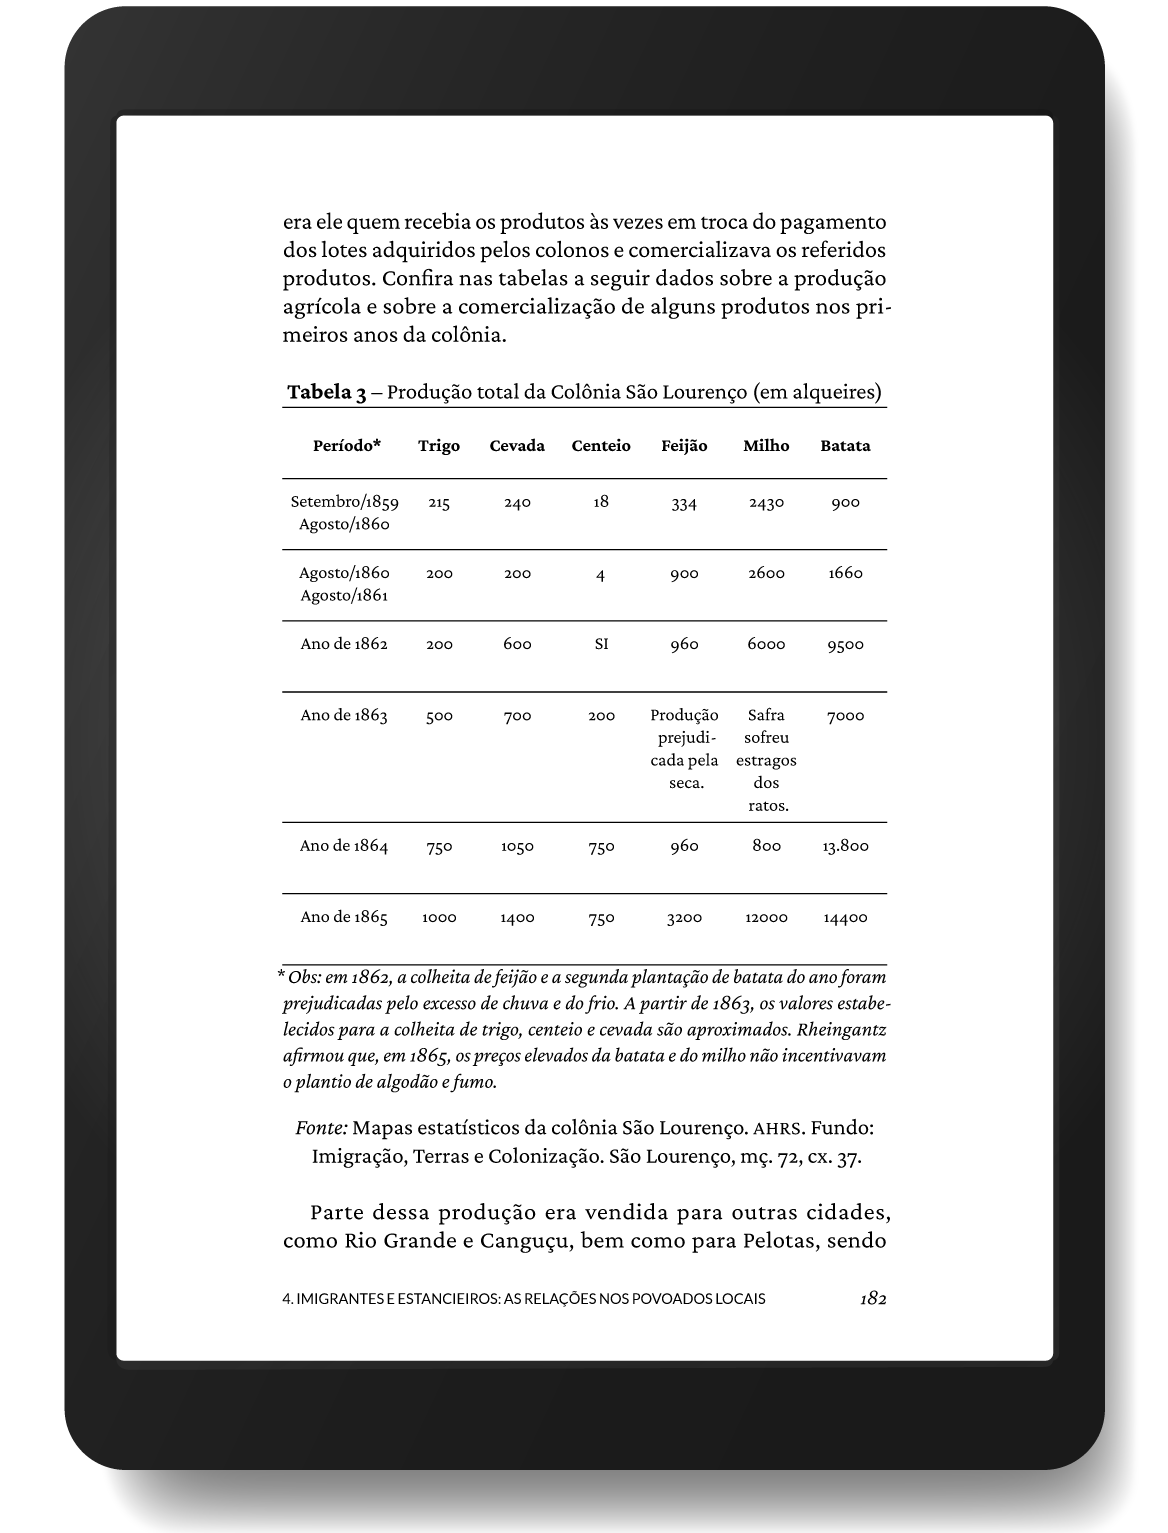 era ele quem recebia os produtos às vezes em troca do pagamento
dos lotes adquiridos pelos colonos e comercializava os referidos
produtos. Confira nas tabelas a seguir dados sobre a produção
agrícola e sobre a comercialização de alguns produtos nos pri-
meiros anos da colônia.
Tabela 3 – Produção total da Colônia São Lourenço (em alqueires)
Período* Trigo Cevada Centeio Feijão Milho Batata
Setembro/1859 215 240 18 334 2430 900
Agosto/1860
Agosto/1860 200 200 4 900 2600 1660
Agosto/1861
Ano de 1862 200 600 SI 960 6000 9500
Ano de 1863 500 700 200 Produção Safra 7000
prejudi- sofreu
cada pela estragos
seca. dos
ratos.
Ano de 1864 750 1050 750 960 800 13.800
Ano de 1865 1000 1400 750 3200 12000 14400
* Obs: em 1862, a colheita de feijão e a segunda plantação de batata do ano foram
prejudicadas pelo excesso de chuva e do frio. A partir de 1863, os valores estabe-
lecidos para a colheita de trigo, centeio e cevada são aproximados. Rheingantz
afirmou que, em 1865, os preços elevados da batata e do milho não incentivavam
o plantio de algodão e fumo.
Fonte: Mapas estatísticos da colônia São Lourenço. AHRS. Fundo:
Imigração, Terras e Colonização. São Lourenço, mç. 72, cx. 37.
Parte dessa produção era vendida para outras cidades,
como Rio Grande e Canguçu, bem como para Pelotas, sendo
4. IMIGRANTES E ESTANCIEIROS: AS RELAÇÕES NOS POVOADOS LOCAIS 182